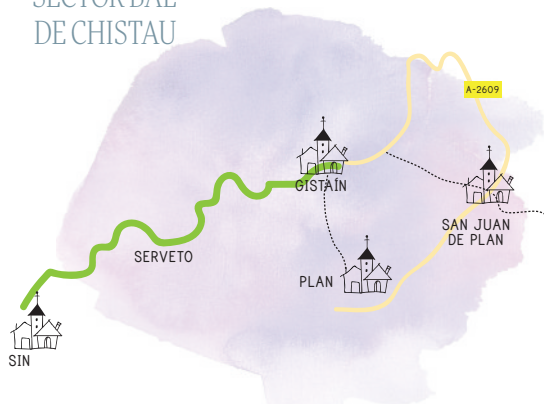 SECTOR BAL
DE CHISTAU
A-2609
GISTAÍN
SAN JUAN
DE PLAN
SERVETO
PLAN
SIN